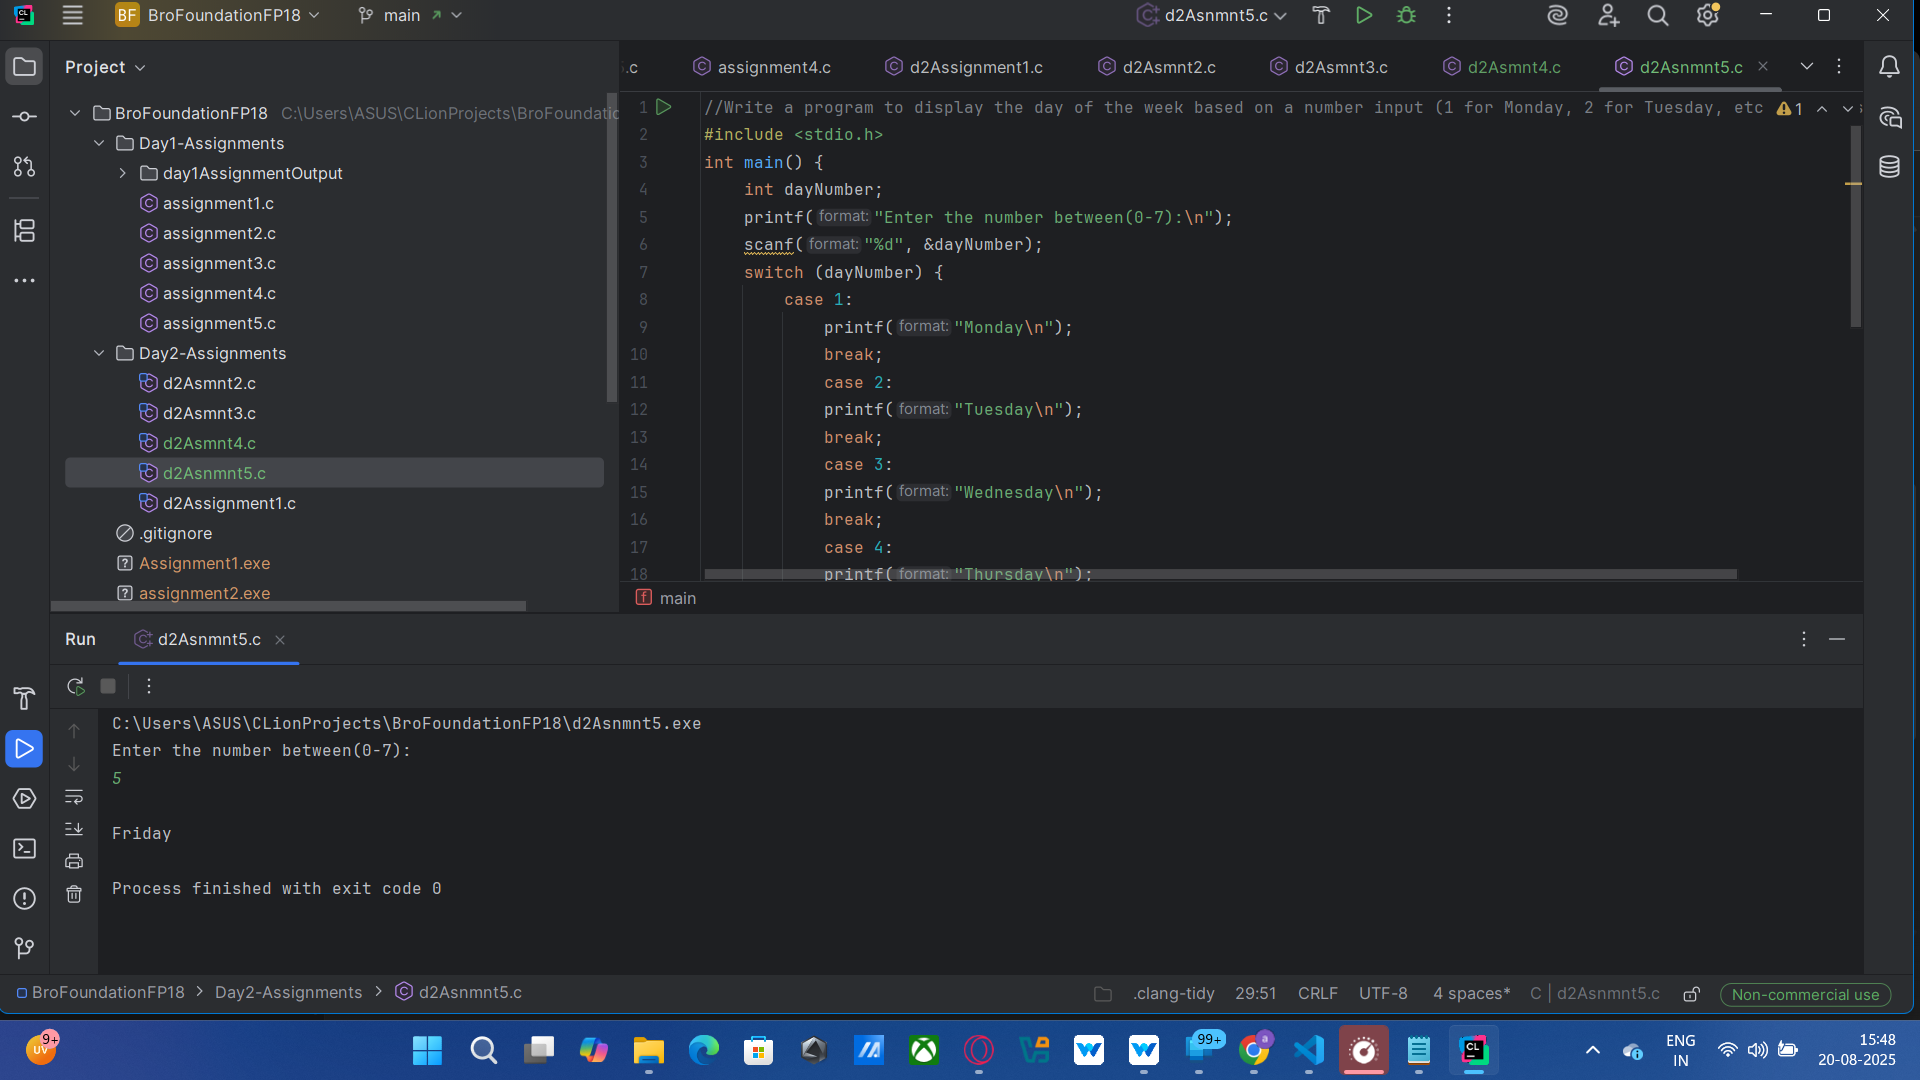 BF BroFoundationFP18 main d2Asnmnt5.c
Project
.c assignment4.c d2Assignment1.c d2Asmnt2.c d2Asmnt3.c d2Asmnt4.c d2Asnmnt5.c
BroFoundationFP18 C:\Users\ASUS\CLionProjects\BroFoundatio
Day1-Assignments
day1AssignmentOutput
assignment1.c
assignment2.c
assignment3.c
assignment4.c
assignment5.c
Day2-Assignments
d2Asmnt2.c
d2Asmnt3.c
d2Asmnt4.c
d2Asnmnt5.c
d2Assignment1.c
.gitignore
Assignment1.exe
assignment2.exe
1 //Write a program to display the day of the week based on a number input (1 for Monday, 2 for Tuesday, etc 1
2 #include <stdio.h>
3 int main() {
4 int dayNumber;
5 printf( format: "Enter the number between(0-7):\n");
6 scanf( format: "%d", &dayNumber);
7 switch (dayNumber) {
8 case 1:
9 printf( format: "Monday\n");
10 break;
11 case 2:
12 printf( format: "Tuesday\n");
13 break;
14 case 3:
15 printf( format: "Wednesday\n");
16 break;
17 case 4:
18 printf( format: "Thursday\n");
f main
Run d2Asnmnt5.c
C:\Users\ASUS\CLionProjects\BroFoundationFP18\d2Asnmnt5.exe
Enter the number between(0-7):
5
Friday
Process finished with exit code 0
BroFoundationFP18 > Day2-Assignments > d2Asnmnt5.c .clang-tidy 29:51 CRLF UTF-8 4 spaces* C | d2Asnmnt5.c Non-commercial use
UV 9+ 99+ a CL ENG IN 15:48
20-08-2025